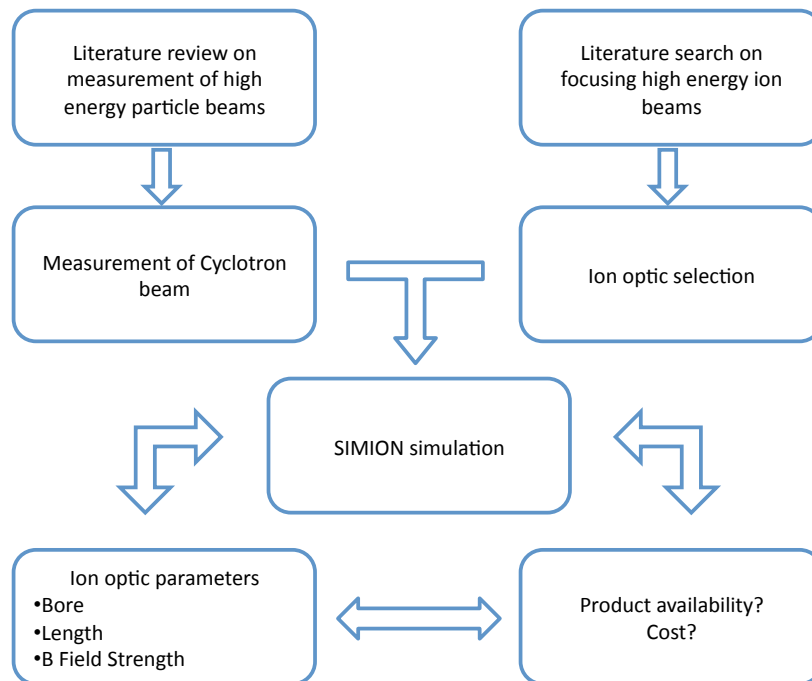 Literature review on
measurement of high
energy particle beams
Literature search on
focusing high energy ion
beams
Measurement of Cyclotron
beam
Ion optic selection
SIMION simulation
Ion optic parameters
•Bore
•Length
•B Field Strength
Product availability?
Cost?